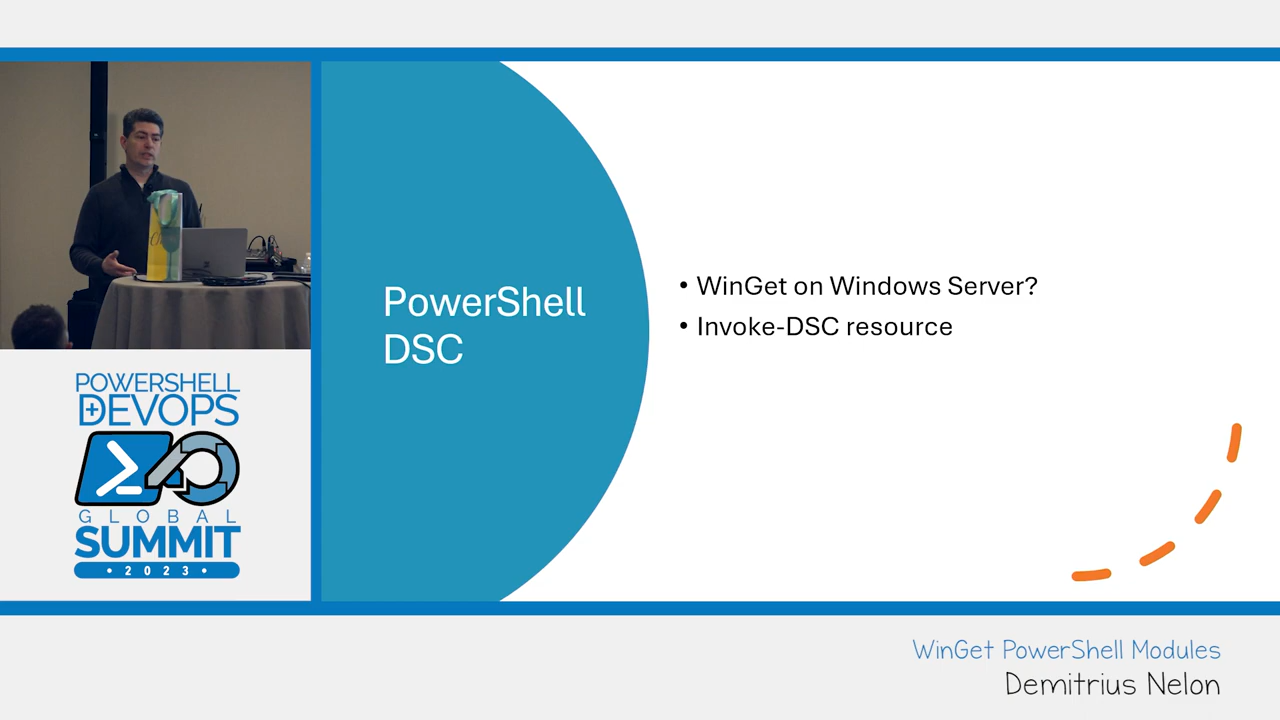 PowerShell
DSC
• WinGet on Windows Server?
• Invoke-DSC resource
POWERSHELL
+DEVOPS
GLOBAL
SUMMIT
• 2023 •
WinGet PowerShell Modules
Demitrius Nelon